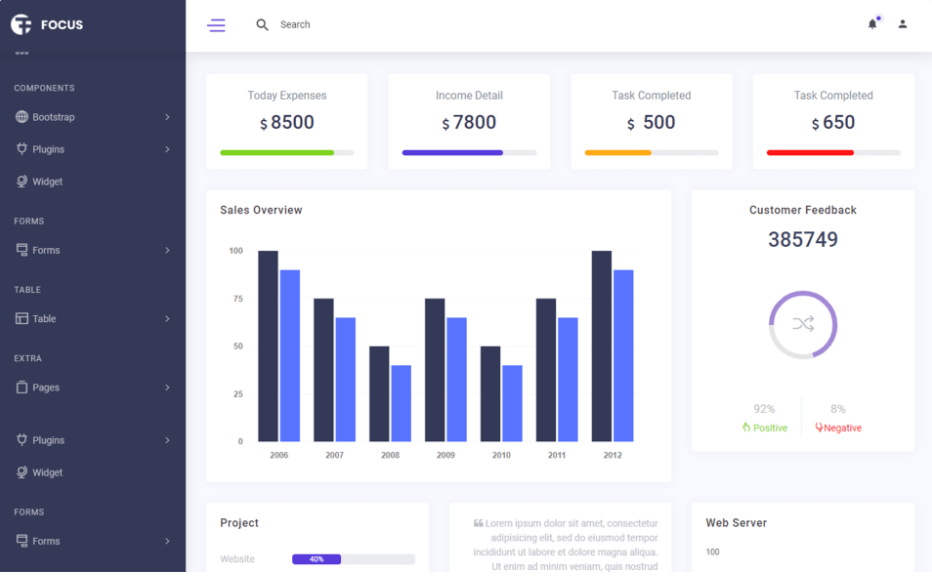 FOCUS
Search
COMPONENTS
Bootstrap
Plugins
Widget
FORMS
Forms
TABLE
Table
EXTRA
Pages
Plugins
Widget
FORMS
Forms
Today Expenses
$ 8500
Income Detail
$ 7800
Task Completed
$ 500
Task Completed
$ 650
Sales Overview
100
75
50
25
0
2006 2007 2008 2009 2010 2011 2012
Customer Feedback
385749
92%
Positive
8%
Negative
Project
Website 40%
Lorem ipsum dolor sit amet, consectetur
adipisicing elit, sed do eiusmod tempor
incididunt ut labore et dolore magna aliqua.
Ut enim ad minim veniam, quis nostrud
Web Server
100